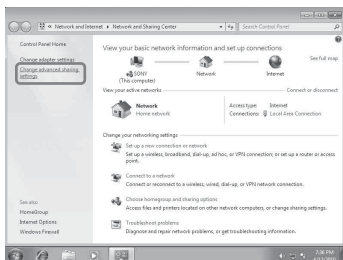 « Network and Internet ▸ Network and Sharing Center
Search Control Panel
Control Panel Home
Change adapter settings
Change advanced sharing
settings
View your basic network information and set up connections
See full map
SONY
(This computer)
Network
Internet
View your active networks
Connect or disconnect
Network
Home network
Access type: Internet
Connections: Local Area Connection
Change your networking settings
Set up a new connection or network
Set up a wireless, broadband, dial-up, ad hoc, or VPN connection; or set up a router or access
point.
Connect to a network
Connect or reconnect to a wireless, wired, dial-up, or VPN network connection.
Choose homegroup and sharing options
Access files and printers located on other network computers, or change sharing settings.
Troubleshoot problems
Diagnose and repair network problems, or get troubleshooting information.
See also
HomeGroup
Internet Options
Windows Firewall
7:36 PM